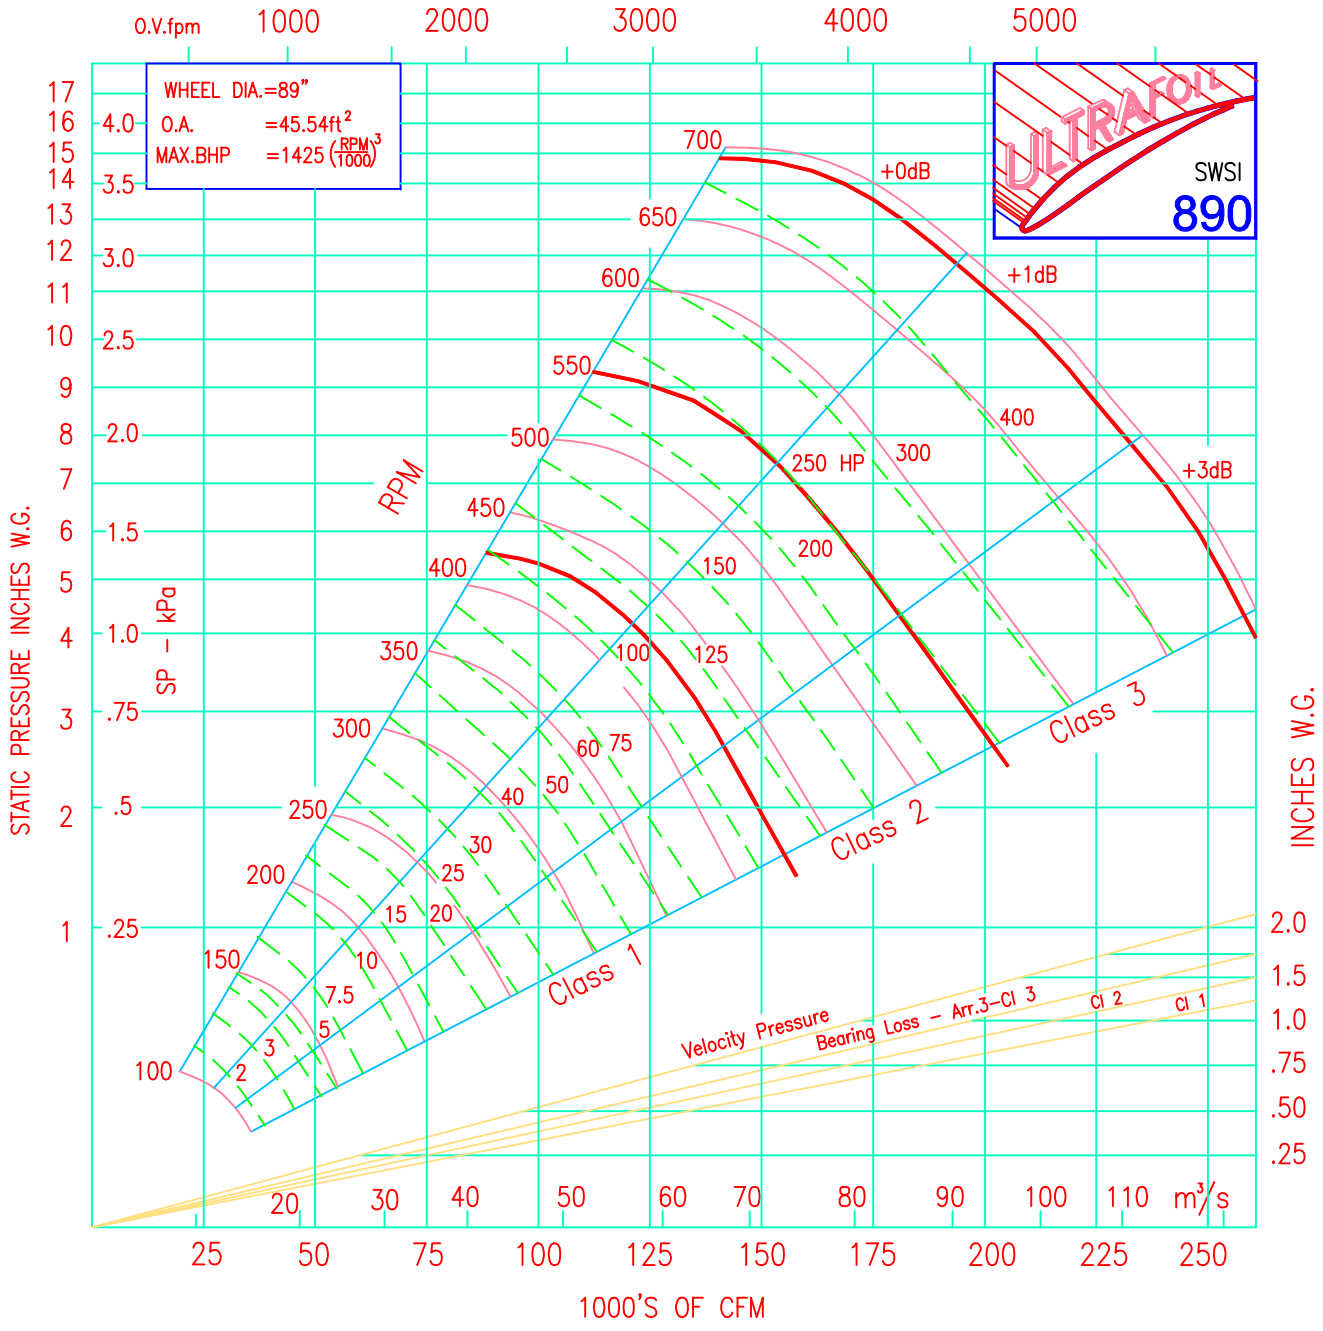 O.V.fpm 1000 2000 3000 4000 5000
WHEEL DIA.=89"
O.A. =45.54ft²
MAX.BHP =1425(RPM/1000)³
ULTRAFOIL
SWSI
890
17
16 4.0
15
14 3.5
13
12 3.0
11
10 2.5
9
8 2.0
7
6 1.5
5
4 1.0
3 .75
2 .5
1 .25
STATIC PRESSURE INCHES W.G.
SP - kPa
RPM
700
650
600
550
500
450
400
350
300
250
200
150
100
+0dB
+1dB
+3dB
400
300
250 HP
200
150
125
100
75
60
50
40
30
25
20
15
10
7.5
5
3
2
Class 3
Class 2
Class 1
Velocity Pressure
Bearing Loss - Arr.3-Cl 3
Cl 2
Cl 1
INCHES W.G.
2.0
1.5
1.0
.75
.50
.25
20 30 40 50 60 70 80 90 100 110 m³/s
25 50 75 100 125 150 175 200 225 250
1000'S OF CFM